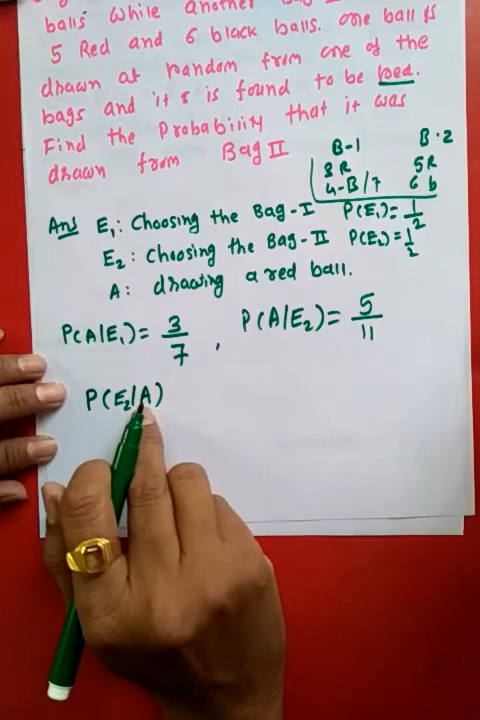 balls while another
5 Red and 6 black balls. one ball is
drawn at random from one of the
bags and it s is found to be Red.
Find the Probability that it was
drawn from Bag II
B-1 B-2
3 R 5R
4-B/7 6 b
Ans E₁: Choosing the Bag-I P(E₁)=1/2
E₂: Choosing the Bag-II P(E₂)=1/2
A: drawing a red ball.
P(A/E₁)= 3/7 , P(A/E₂)= 5/11
P(E₂/A)